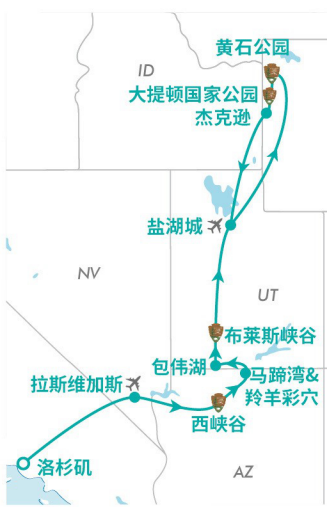 黄石公园
ID
大提顿国家公园
杰克逊
盐湖城
NV
UT
布莱斯峡谷
包伟湖
马蹄湾&
羚羊彩穴
拉斯维加斯
西峡谷
洛杉矶
AZ